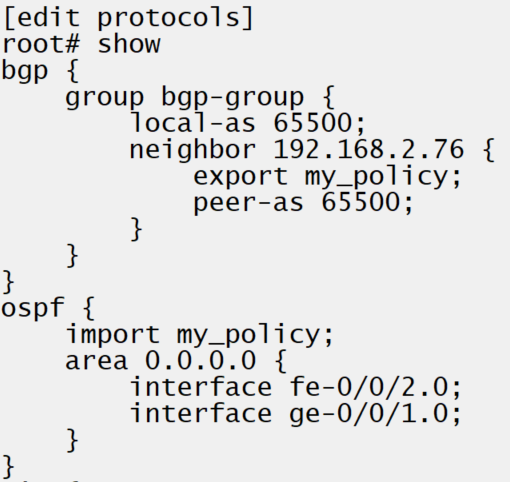 [edit protocols]
root# show
bgp {
group bgp-group {
local-as 65500;
neighbor 192.168.2.76 {
export my_policy;
peer-as 65500;
}
}
}
ospf {
import my_policy;
area 0.0.0.0 {
interface fe-0/0/2.0;
interface ge-0/0/1.0;
}
}